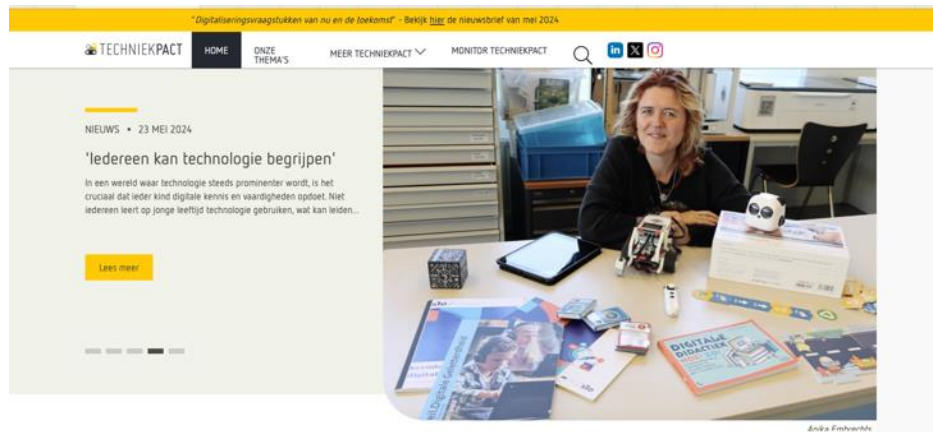 "Digitaliseringsvraagstukken van nu en de toekomst" - Bekijk hier de nieuwsbrief van mei 2024
TECHNIEKPACT
HOME
ONZE
THEMA'S
MEER TECHNIEKPACT
MONITOR TECHNIEKPACT
in X
NIEUWS • 23 MEI 2024
'Iedereen kan technologie begrijpen'
In een wereld waar technologie steeds prominenter wordt, is het
cruciaal dat ieder kind digitale kennis en vaardigheden opdoet. Niet
iedereen leert op jonge leeftijd technologie gebruiken, wat kan leiden...
Lees meer
DIGITALE
DIDACTIEK
Digitale Geletterdheid
Anika Embrechts